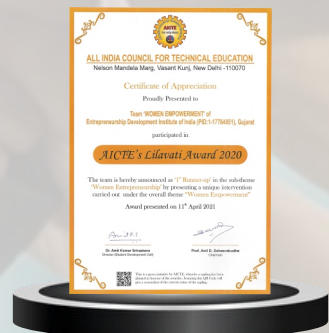 AICTE
ALL INDIA COUNCIL FOR TECHNICAL EDUCATION
Nelson Mandela Marg, Vasant Kunj, New Delhi -110070
Certificate of Appreciation
Proudly Presented to
Team 'WOMEN EMPOWERMENT' of
Entrepreneurship Development Institute of India (PID:1-17764851), Gujarat
participated in
AICTE's Lilavati Award 2020
The team is hereby announced as '1st Runner-up' in the sub-theme
'Women Entrepreneurship' by presenting a unique intervention
carried out under the overall theme "Women Empowerment"
Award presented on 11th April 2021
Dr. Amit Kumar Srivastava
Director (Student Development Cell)
Prof. Anil D. Sahasrabudhe
Chairman